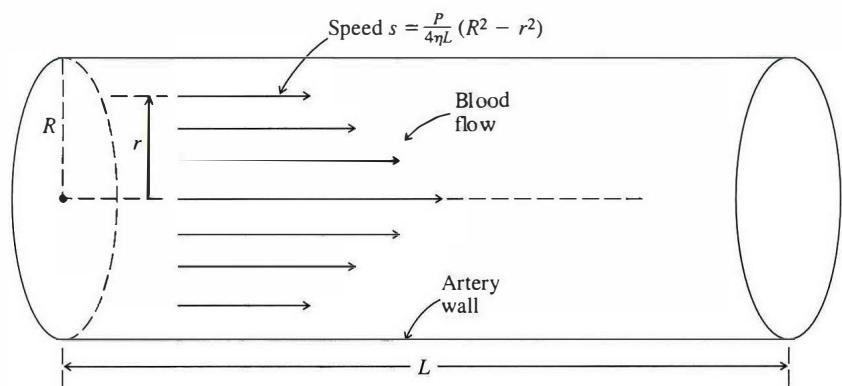 Speed s = P/4ηL (R² − r²)
Blood
flow
R
r
Artery
wall
L